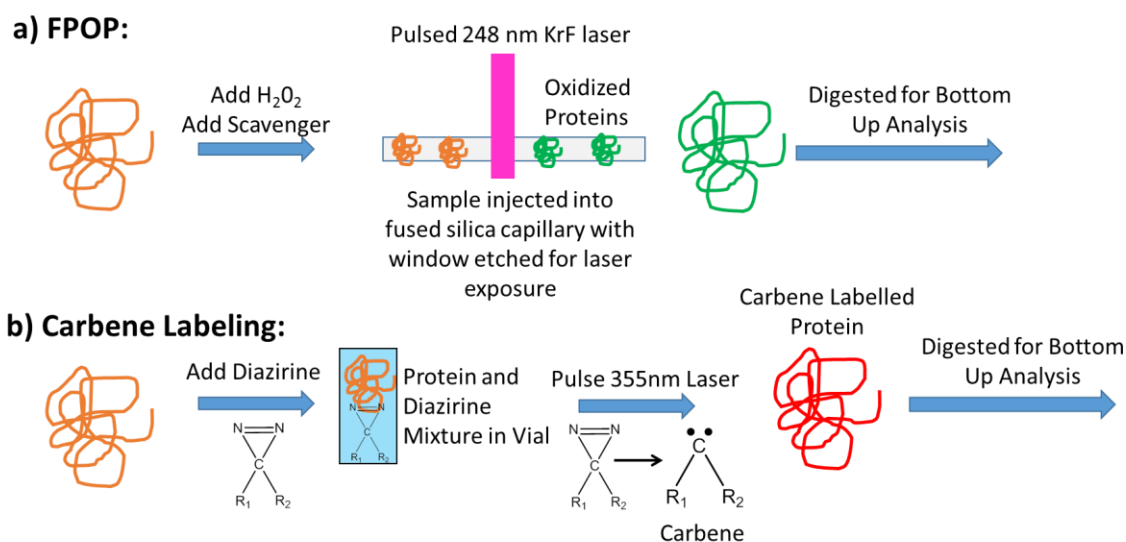 a) FPOP:
Pulsed 248 nm KrF laser
Add H₂0₂
Add Scavenger
Oxidized
Proteins
Digested for Bottom
Up Analysis
Sample injected into
fused silica capillary with
window etched for laser
exposure
b) Carbene Labeling:
Add Diazirine
N N
C
R₁ R₂
N N
C
R₁ R₂
Protein and
Diazirine
Mixture in Vial
Pulse 355nm Laser
N N
C
R₁ R₂
C
R₁ R₂
Carbene
Carbene Labelled
Protein
Digested for Bottom
Up Analysis